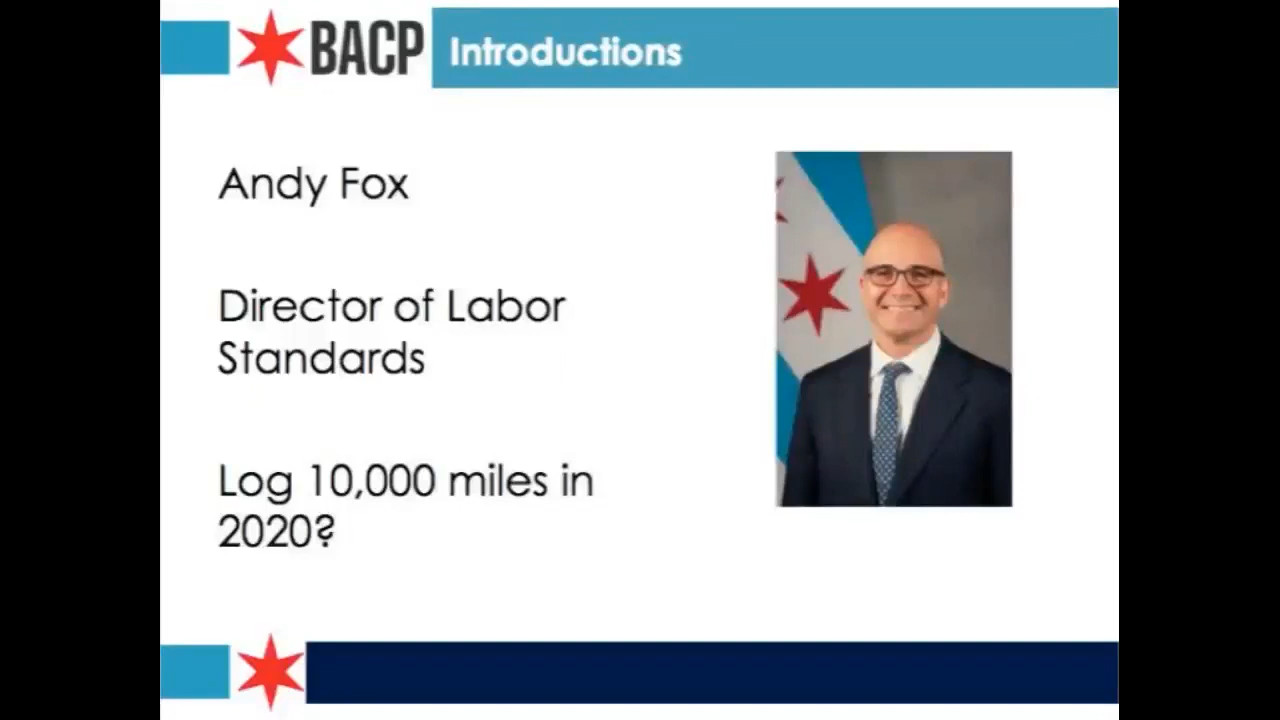 BACP Introductions
Andy Fox
Director of Labor
Standards
Log 10,000 miles in
2020?